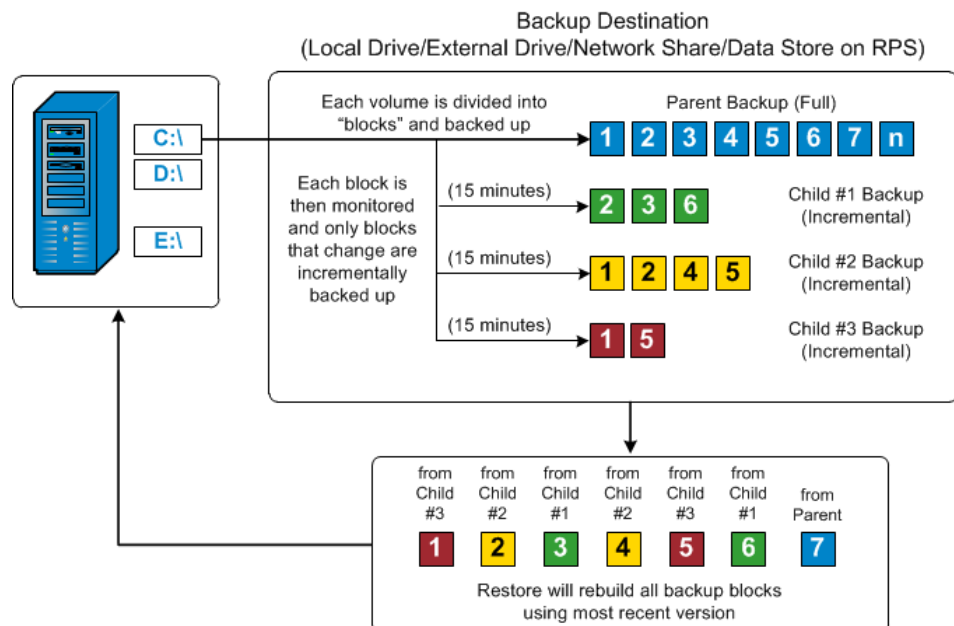 Backup Destination
(Local Drive/External Drive/Network Share/Data Store on RPS)
C:\
D:\
E:\
Each volume is divided into
“blocks” and backed up
Parent Backup (Full)
1 2 3 4 5 6 7 n
Each block is
then monitored
and only blocks
that change are
incrementally
backed up
(15 minutes)
2 3 6
Child #1 Backup
(Incremental)
(15 minutes)
1 2 4 5
Child #2 Backup
(Incremental)
(15 minutes)
1 5
Child #3 Backup
(Incremental)
from
Child
#3
from
Child
#2
from
Child
#1
from
Child
#2
from
Child
#3
from
Child
#1
from
Parent
1 2 3 4 5 6 7
Restore will rebuild all backup blocks
using most recent version